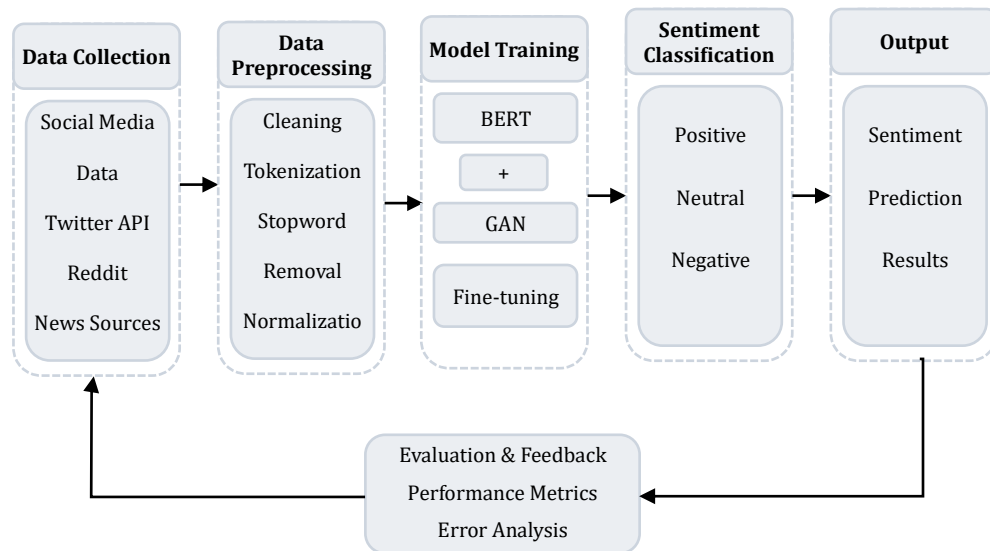 Data Collection
Social Media
Data
Twitter API
Reddit
News Sources
Data
Preprocessing
Cleaning
Tokenization
Stopword
Removal
Normalizatio
Model Training
BERT
+
GAN
Fine-tuning
Sentiment
Classification
Positive
Neutral
Negative
Output
Sentiment
Prediction
Results
Evaluation & Feedback
Performance Metrics
Error Analysis